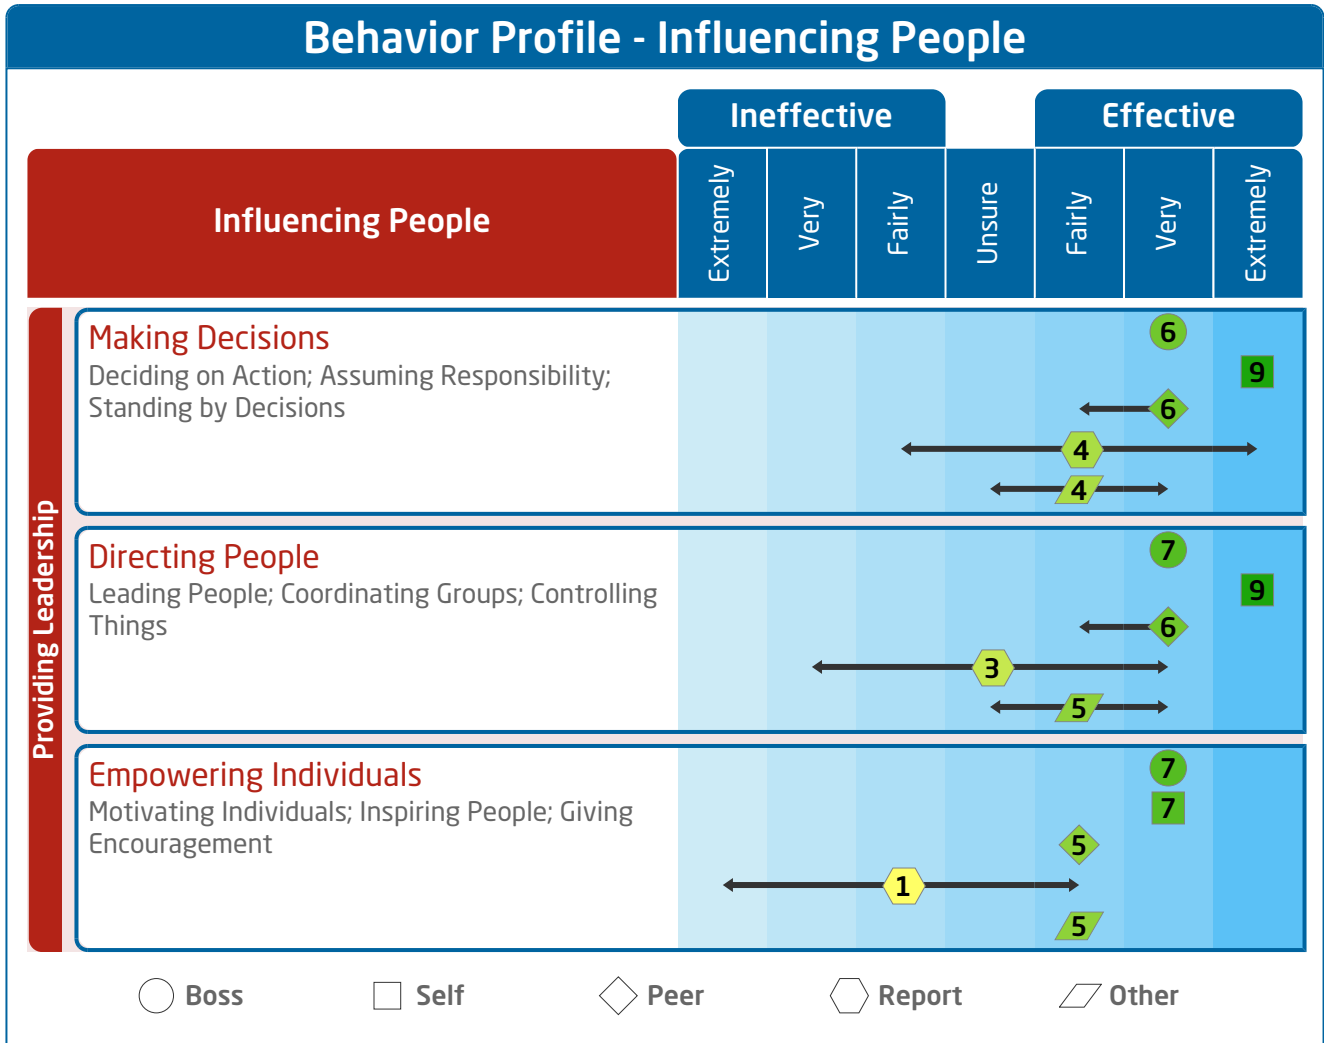 Behavior Profile - Influencing People
Ineffective
Effective
Influencing People
Extremely
Very
Fairly
Unsure
Fairly
Very
Extremely
Providing Leadership
Making Decisions
Deciding on Action; Assuming Responsibility;
Standing by Decisions
6
9
6
4
4
Directing People
Leading People; Coordinating Groups; Controlling
Things
7
9
6
3
5
Empowering Individuals
Motivating Individuals; Inspiring People; Giving
Encouragement
7
7
5
1
5
Boss
Self
Peer
Report
Other